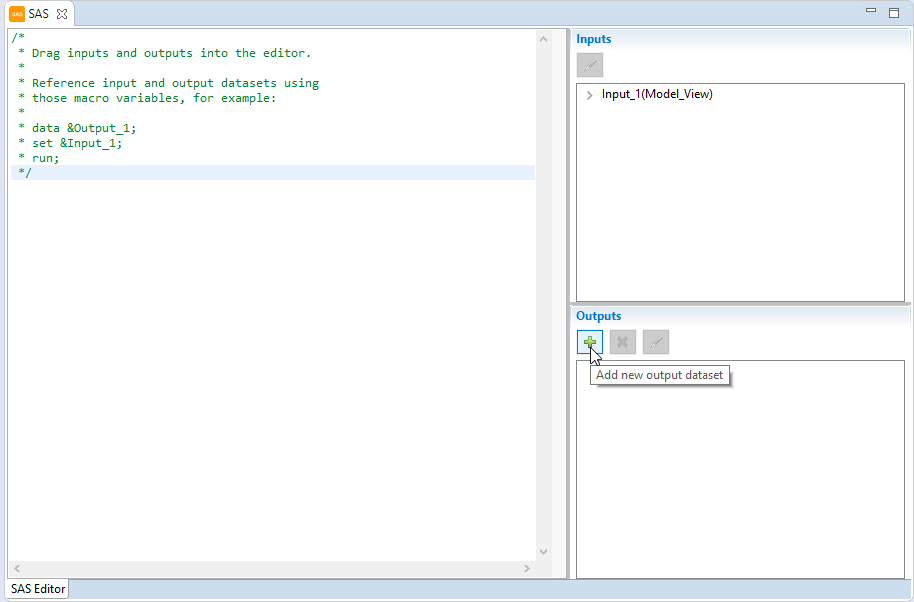 SAS SAS
/*
* Drag inputs and outputs into the editor.
*
* Reference input and output datasets using
* those macro variables, for example:
*
* data &Output_1;
* set &Input_1;
* run;
*/
Inputs
Input_1(Model_View)
Outputs
Add new output dataset
SAS Editor